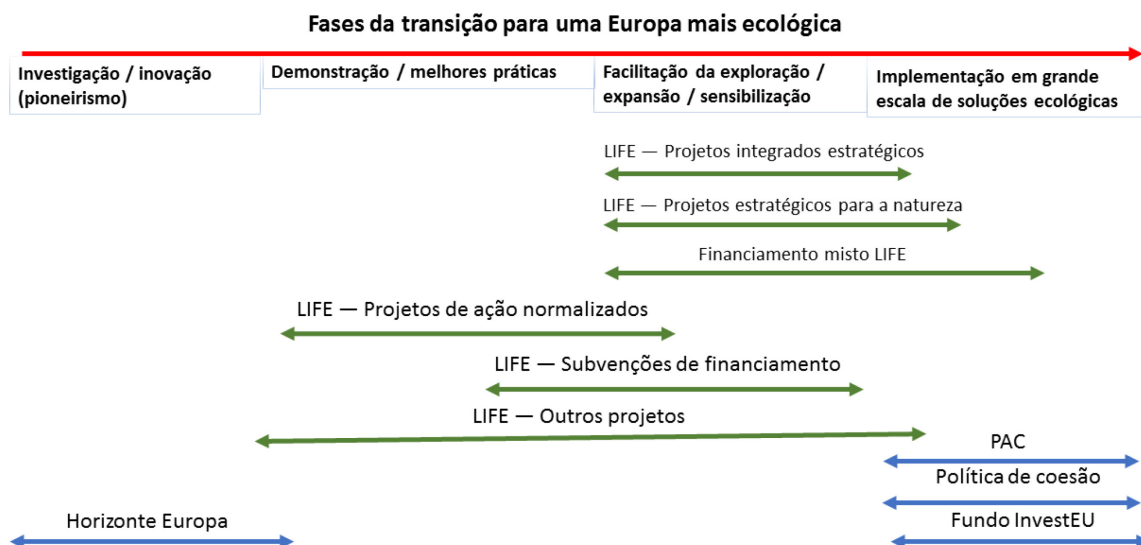 Fases da transição para uma Europa mais ecológica
Investigação / inovação
(pioneirismo)
Demonstração / melhores práticas
Facilitação da exploração /
expansão / sensibilização
Implementação em grande
escala de soluções ecológicas
LIFE — Projetos integrados estratégicos
LIFE — Projetos estratégicos para a natureza
Financiamento misto LIFE
LIFE — Projetos de ação normalizados
LIFE — Subvenções de financiamento
LIFE — Outros projetos
PAC
Política de coesão
Horizonte Europa
Fundo InvestEU